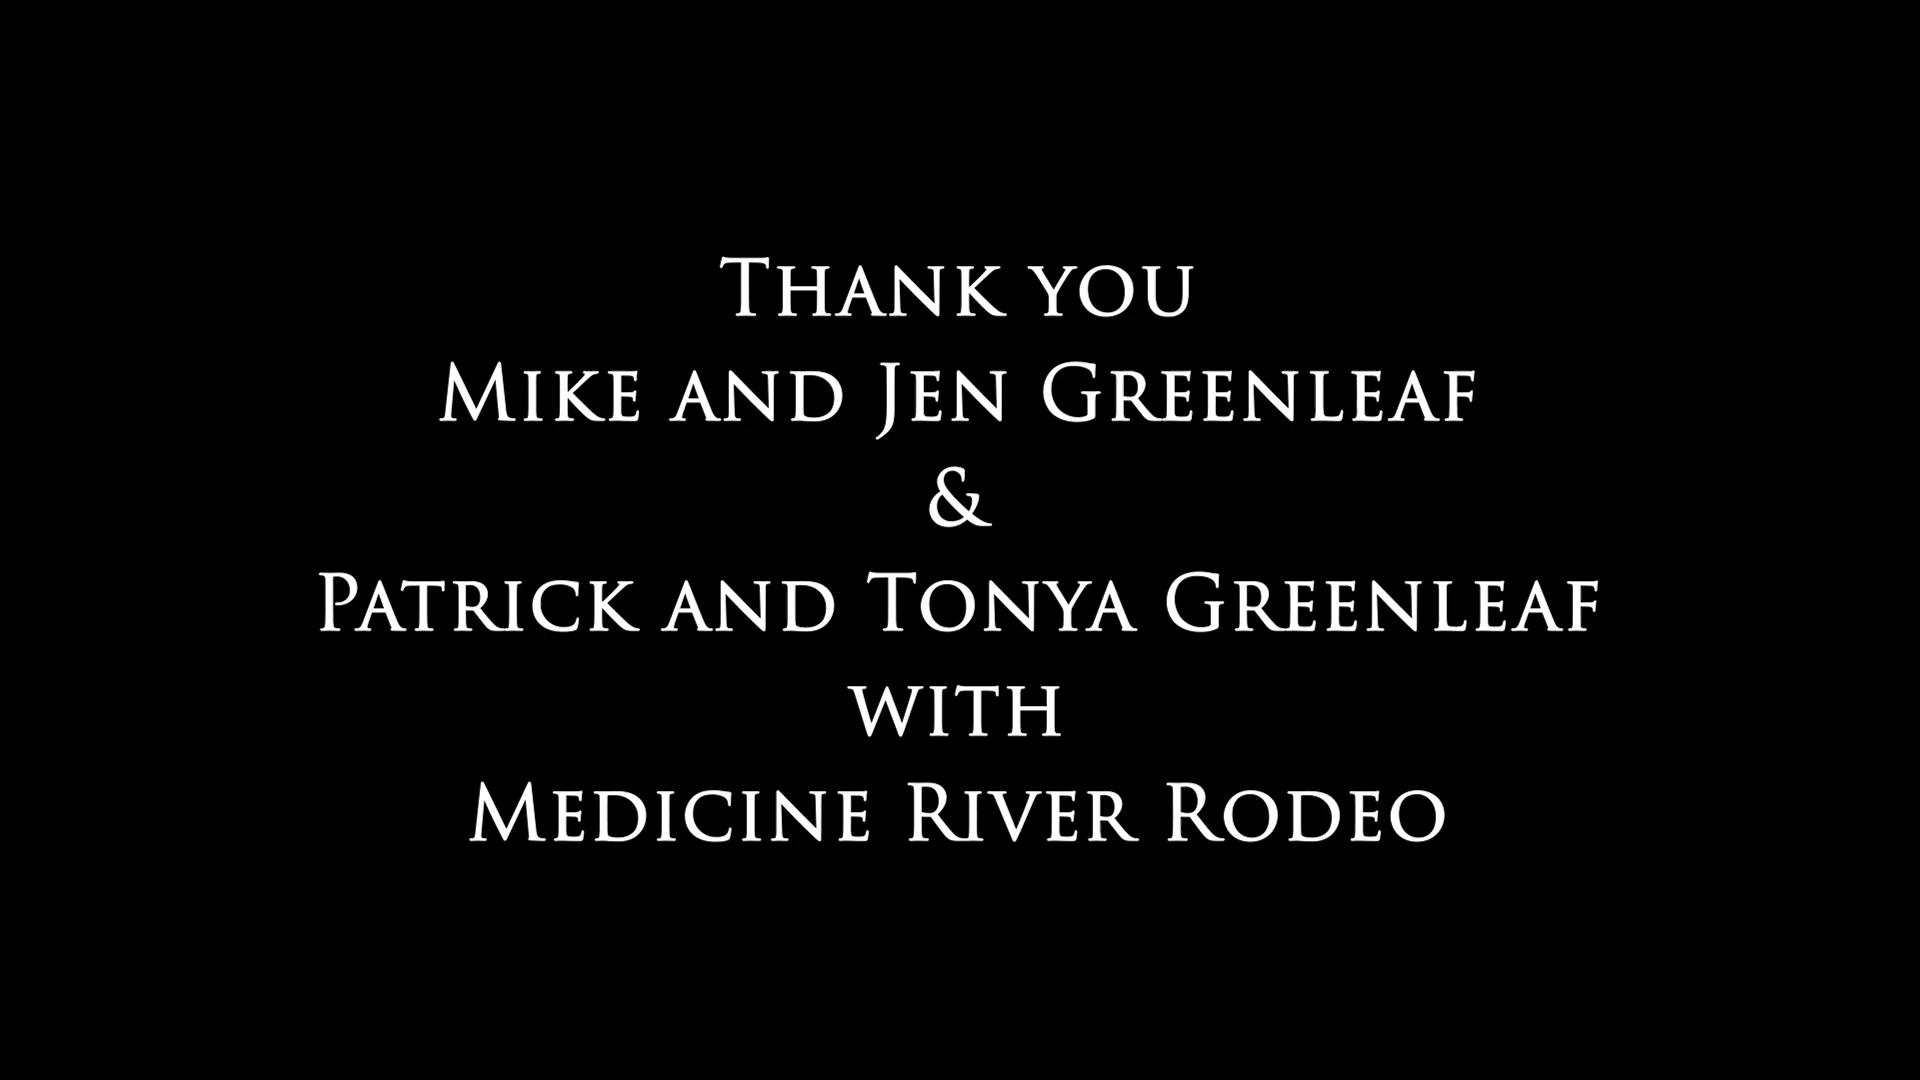 Thank you
Mike and Jen Greenleaf
&
Patrick and Tonya Greenleaf
with
Medicine River Rodeo